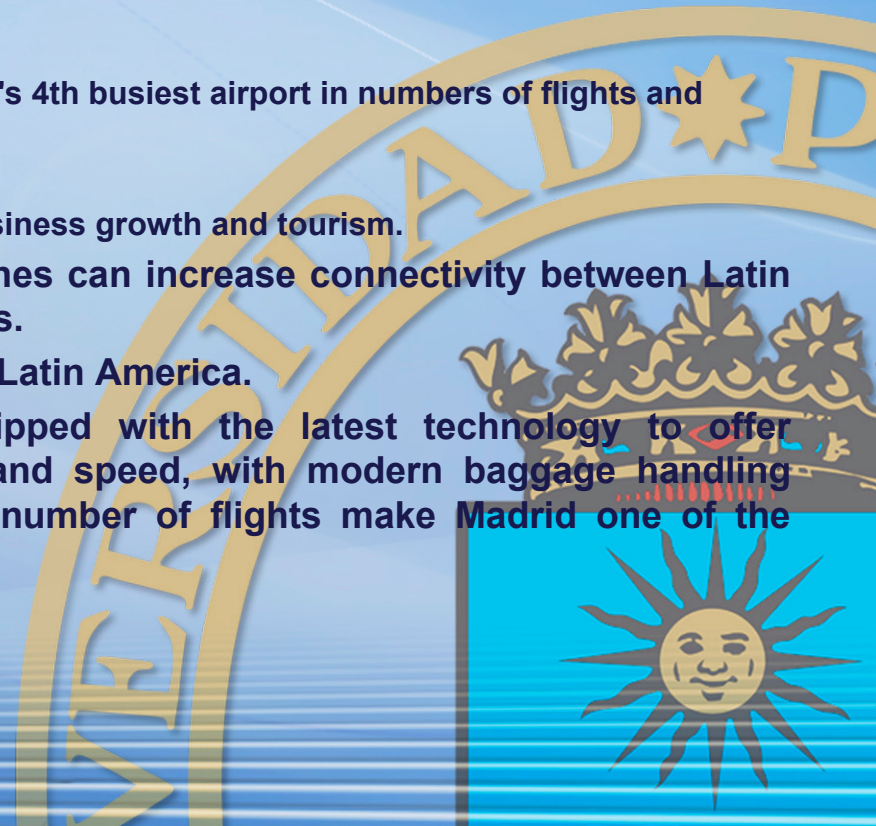 's 4th busiest airport in numbers of flights and
siness growth and tourism.
nes can increase connectivity between Latin
s.
Latin America.
ipped with the latest technology to offer
and speed, with modern baggage handling
number of flights make Madrid one of the
VERSIDAD P